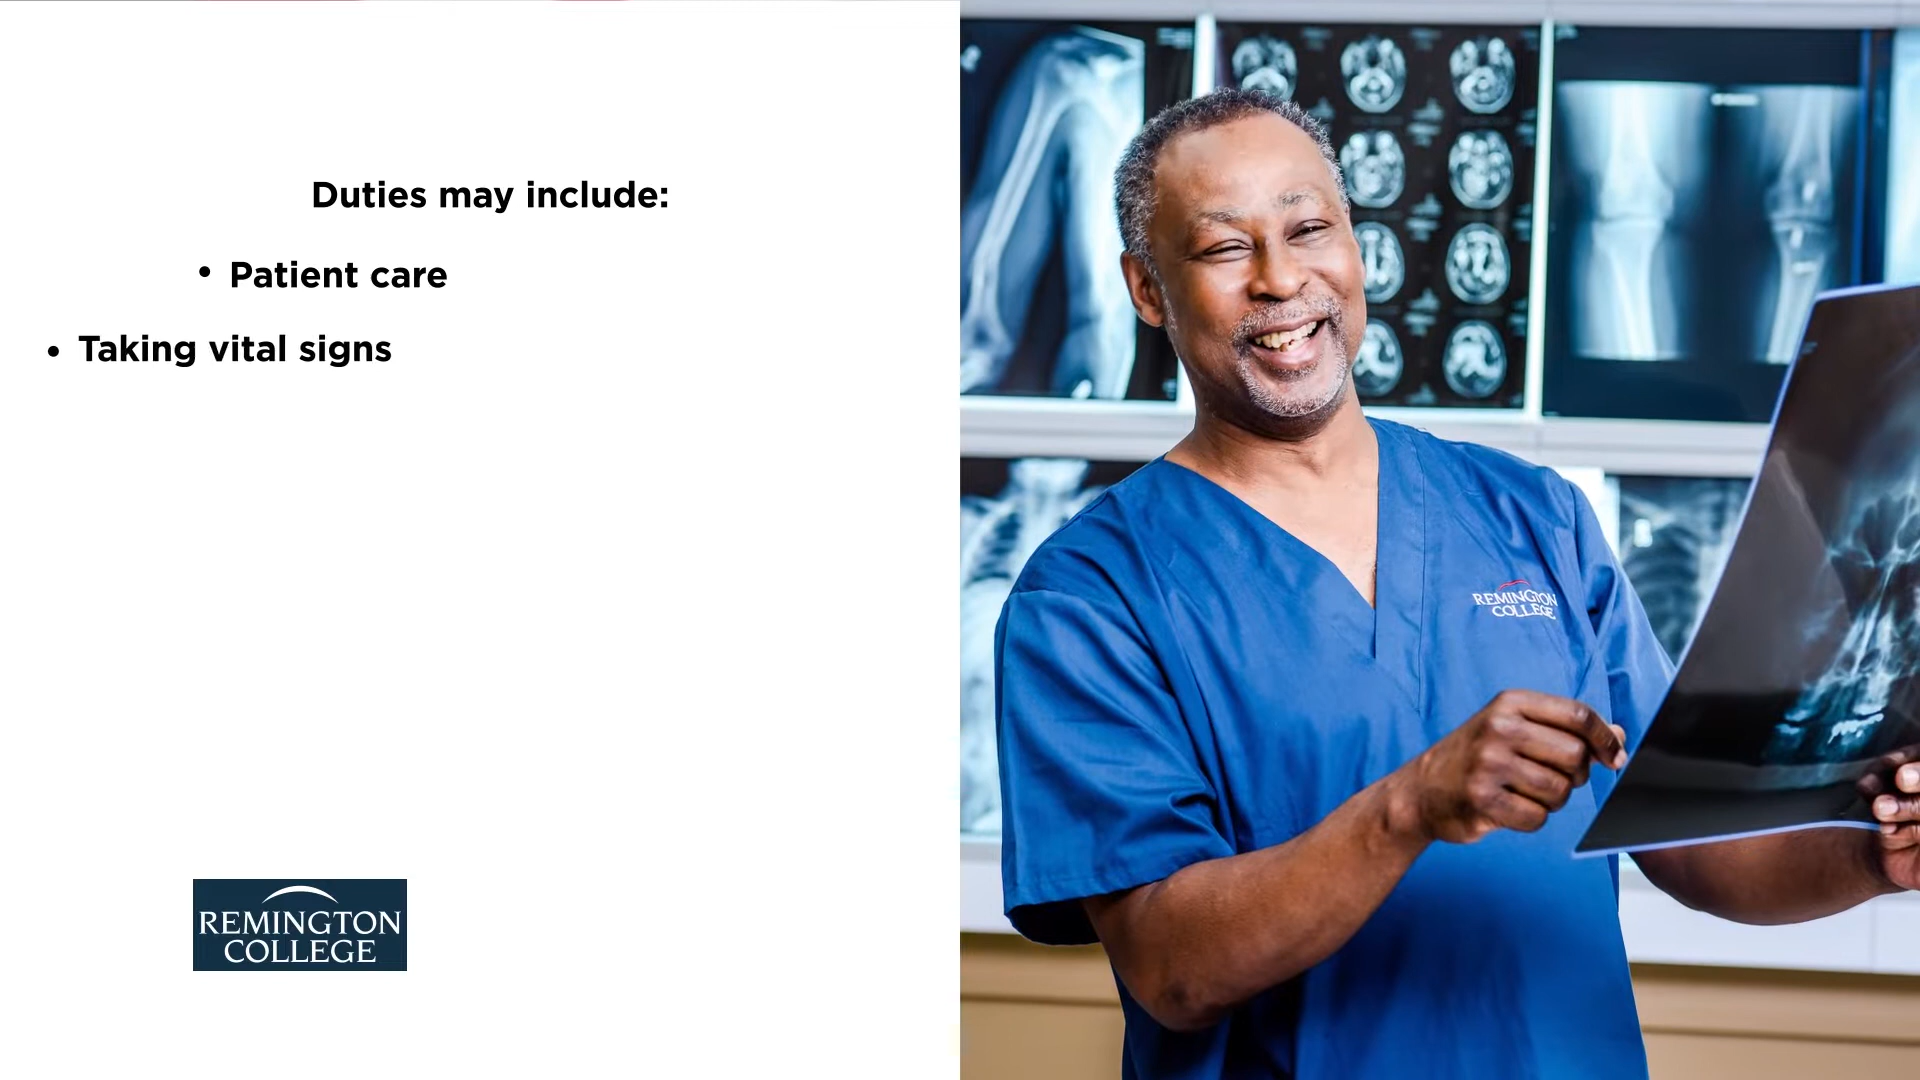 Duties may include:
• Patient care
• Taking vital signs
REMINGTON
COLLEGE
REMINGTON
COLLEGE